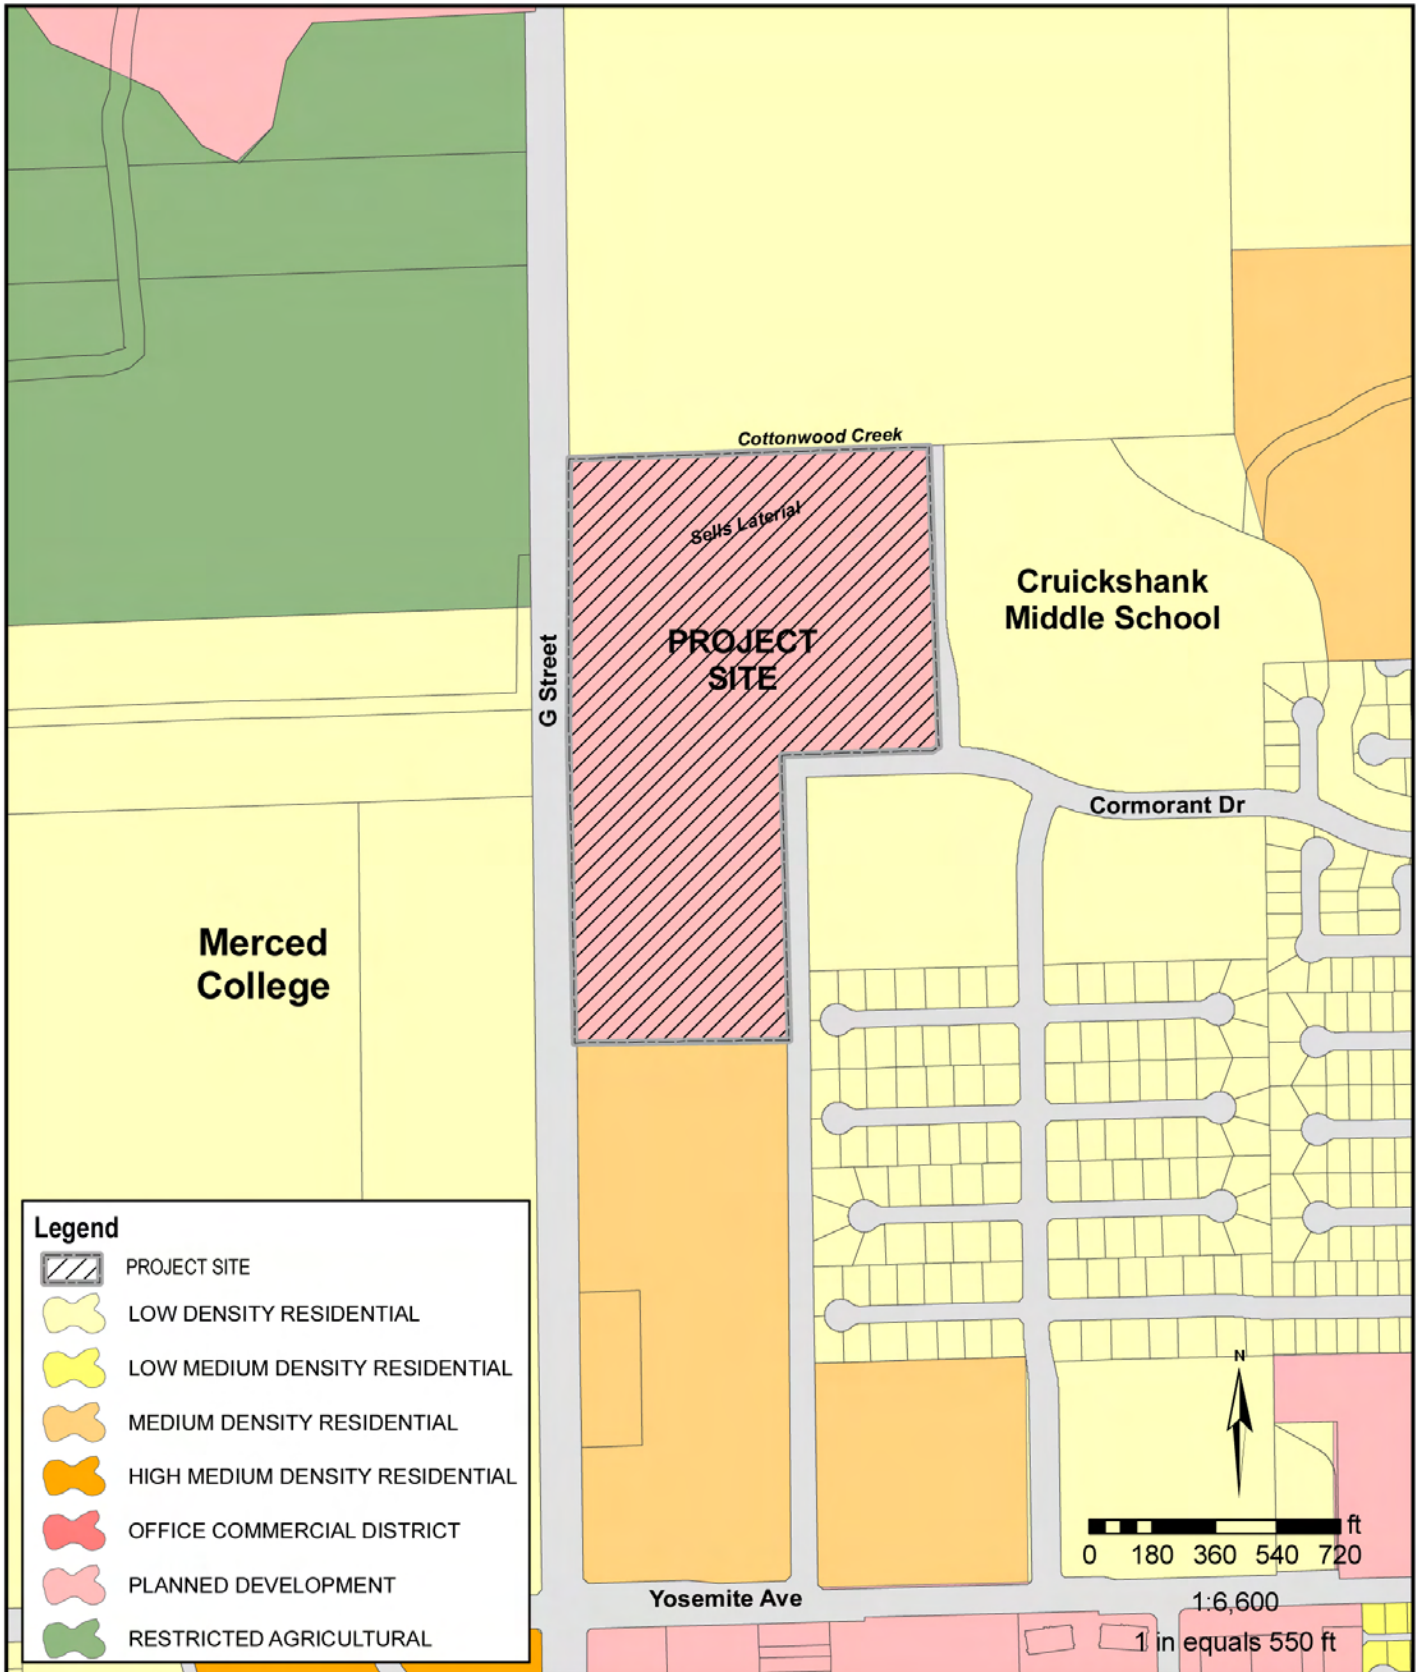 Cottonwood Creek
Sells Laterial
Cruickshank
Middle School
PROJECT
SITE
G Street
Cormorant Dr
Merced
College
Legend
PROJECT SITE
LOW DENSITY RESIDENTIAL
LOW MEDIUM DENSITY RESIDENTIAL
MEDIUM DENSITY RESIDENTIAL
HIGH MEDIUM DENSITY RESIDENTIAL
OFFICE COMMERCIAL DISTRICT
PLANNED DEVELOPMENT
RESTRICTED AGRICULTURAL
N
ft
0 180 360 540 720
1:6,600
1 in equals 550 ft
Yosemite Ave